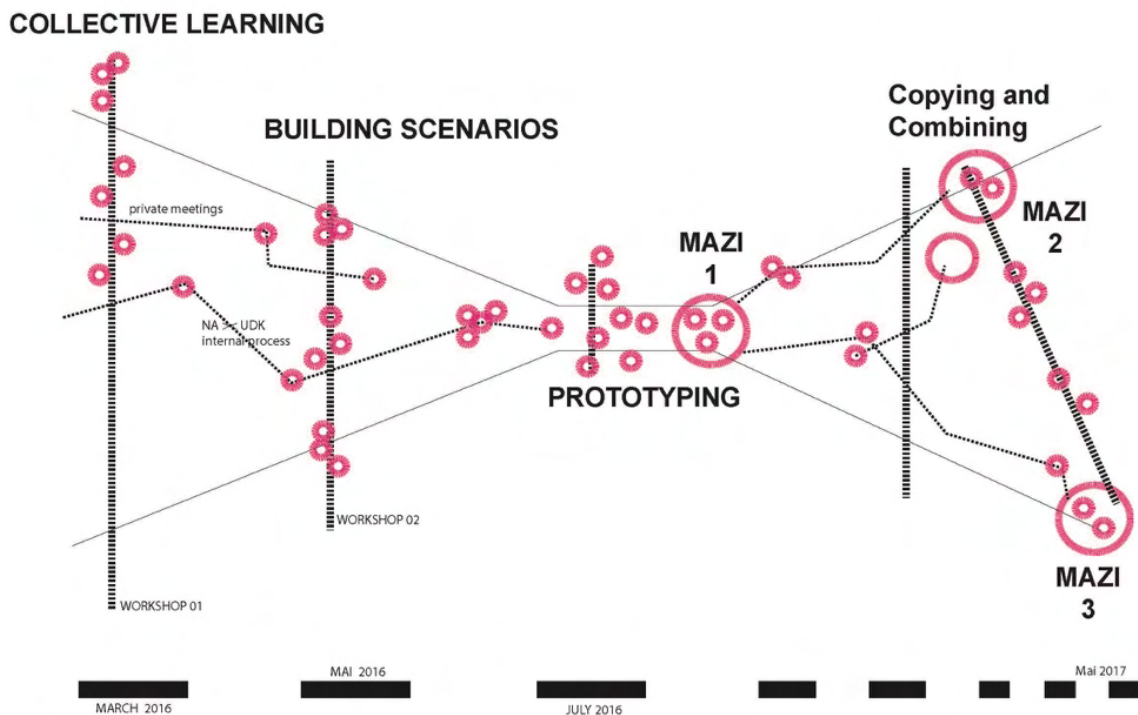 COLLECTIVE LEARNING
BUILDING SCENARIOS
Copying and
Combining
private meetings
MAZI
1
MAZI
2
NA >< UDK
internal process
PROTOTYPING
WORKSHOP 02
MAZI
3
WORKSHOP 01
MAI 2016
Mai 2017
MARCH 2016
JULY 2016